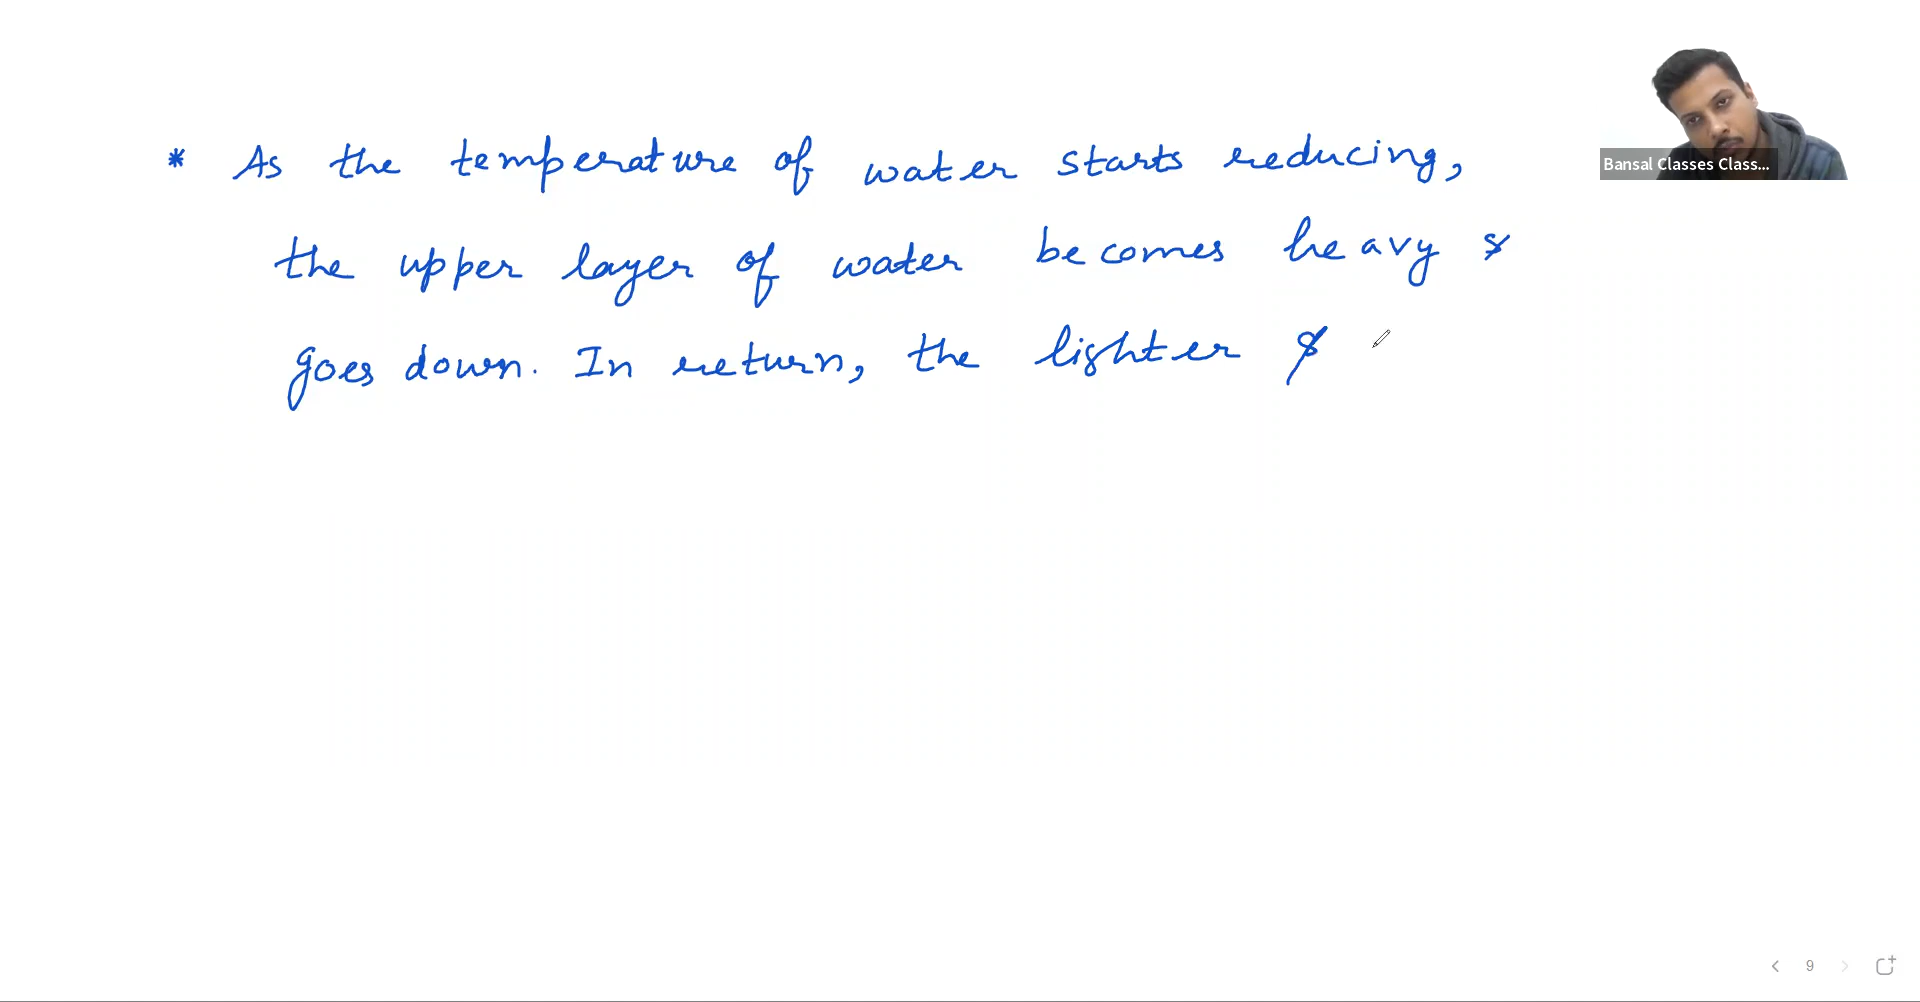 * As the temperature of water starts reducing,
the upper layer of water becomes heavy &
goes down. In return, the lighter &
Bansal Classes Class...
9